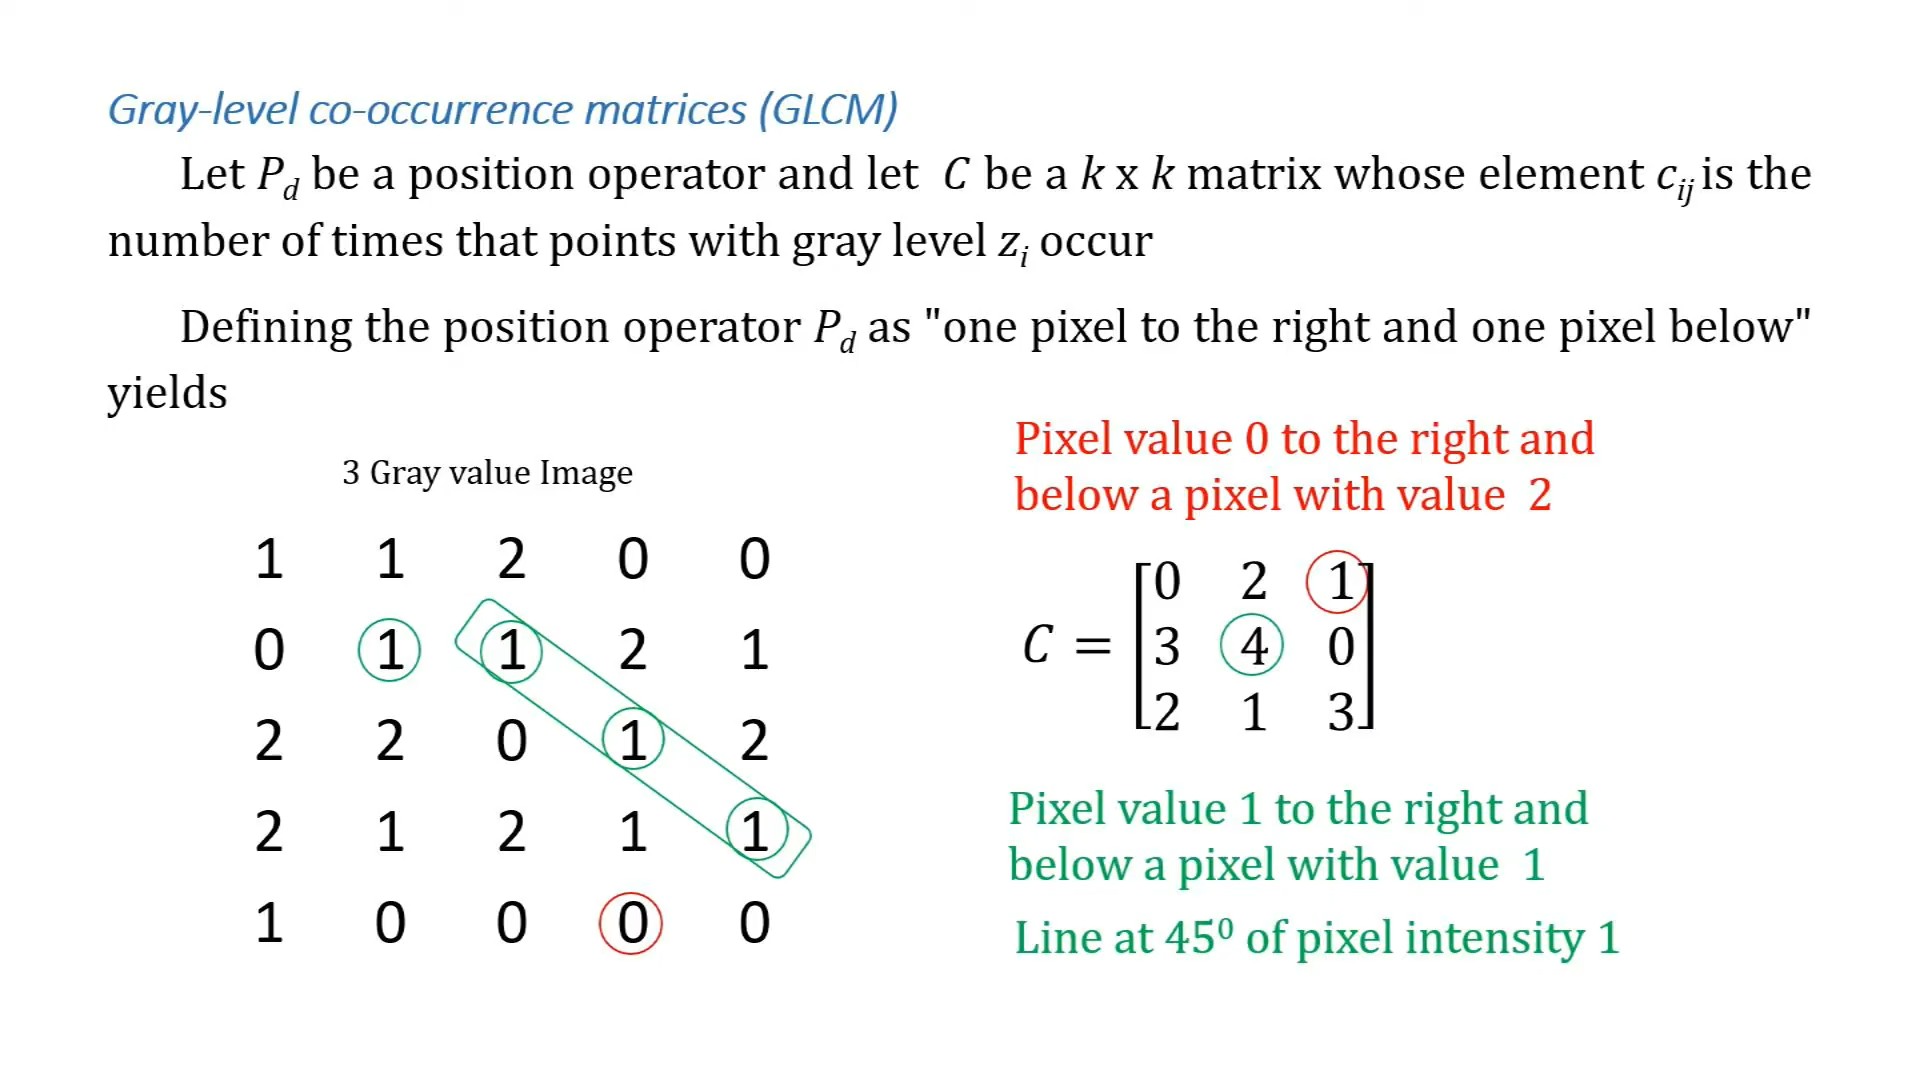 Gray-level co-occurrence matrices (GLCM)
Let P_d be a position operator and let C be a k x k matrix whose element c_ij is the
number of times that points with gray level z_i occur
Defining the position operator P_d as "one pixel to the right and one pixel below"
yields
3 Gray value Image
1 1 2 0 0
0 1 1 2 1
2 2 0 1 2
2 1 2 1 1
1 0 0 0 0
Pixel value 0 to the right and
below a pixel with value 2
0 2 1
C = 3 4 0
2 1 3
Pixel value 1 to the right and
below a pixel with value 1
Line at 45⁰ of pixel intensity 1